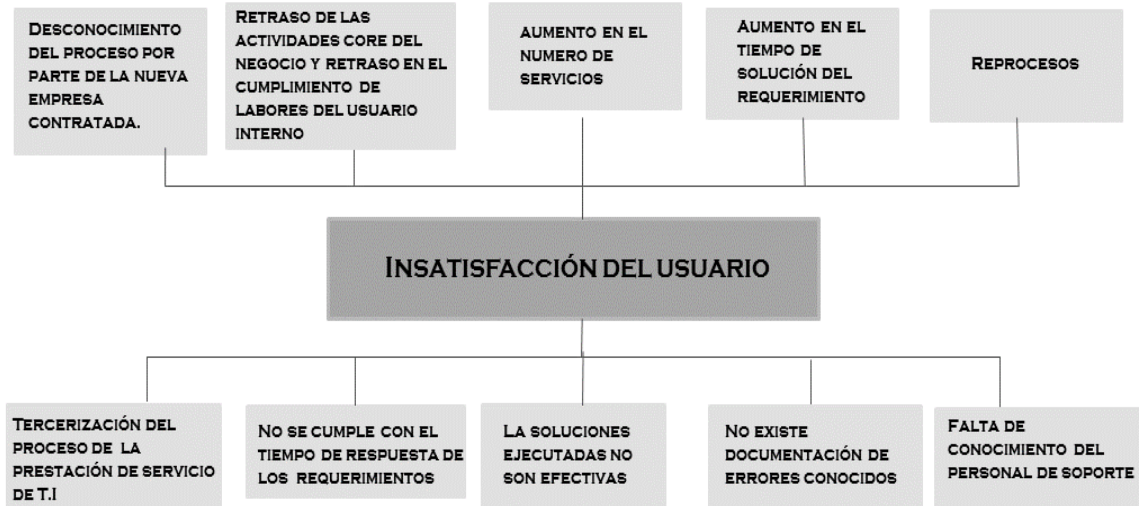 DESCONOCIMIENTO
DEL PROCESO POR
PARTE DE LA NUEVA
EMPRESA
CONTRATADA.
RETRASO DE LAS
ACTIVIDADES CORE DEL
NEGOCIO Y RETRASO EN EL
CUMPLIMIENTO DE
LABORES DEL USUARIO
INTERNO
AUMENTO EN EL
NUMERO DE
SERVICIOS
AUMENTO EN EL
TIEMPO DE
SOLUCIÓN DEL
REQUERIMIENTO
REPROCESOS
INSATISFACCIÓN DEL USUARIO
TERCERIZACIÓN DEL
PROCESO DE LA
PRESTACIÓN DE SERVICIO
DE T.I
NO SE CUMPLE CON EL
TIEMPO DE RESPUESTA DE
LOS REQUERIMIENTOS
LA SOLUCIONES
EJECUTADAS NO
SON EFECTIVAS
NO EXISTE
DOCUMENTACIÓN DE
ERRORES CONOCIDOS
FALTA DE
CONOCIMIENTO DEL
PERSONAL DE SOPORTE